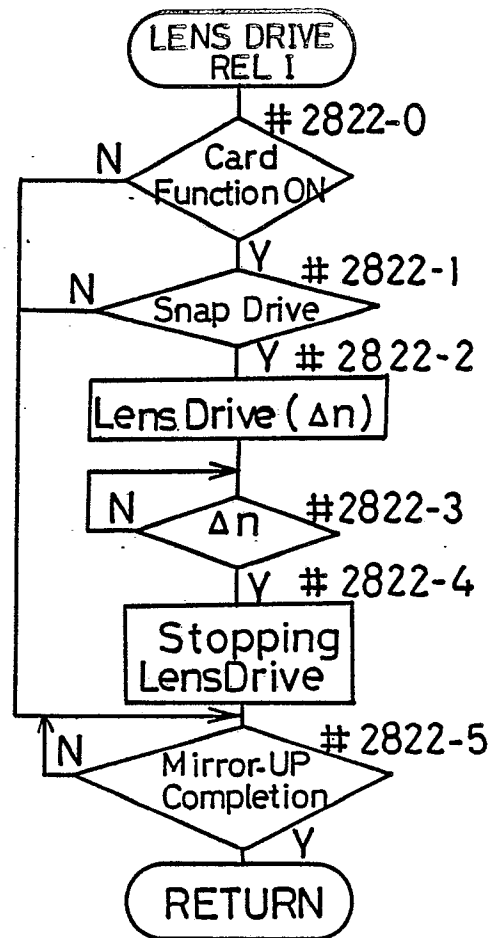 LENS DRIVE
REL I
# 2822-0
N
Card
Function ON
Y
# 2822-1
N
Snap Drive
Y
# 2822-2
Lens Drive (Δn)
N
Δn
#2822-3
Y
# 2822-4
Stopping
LensDrive
N
# 2822-5
Mirror-UP
Completion
Y
RETURN